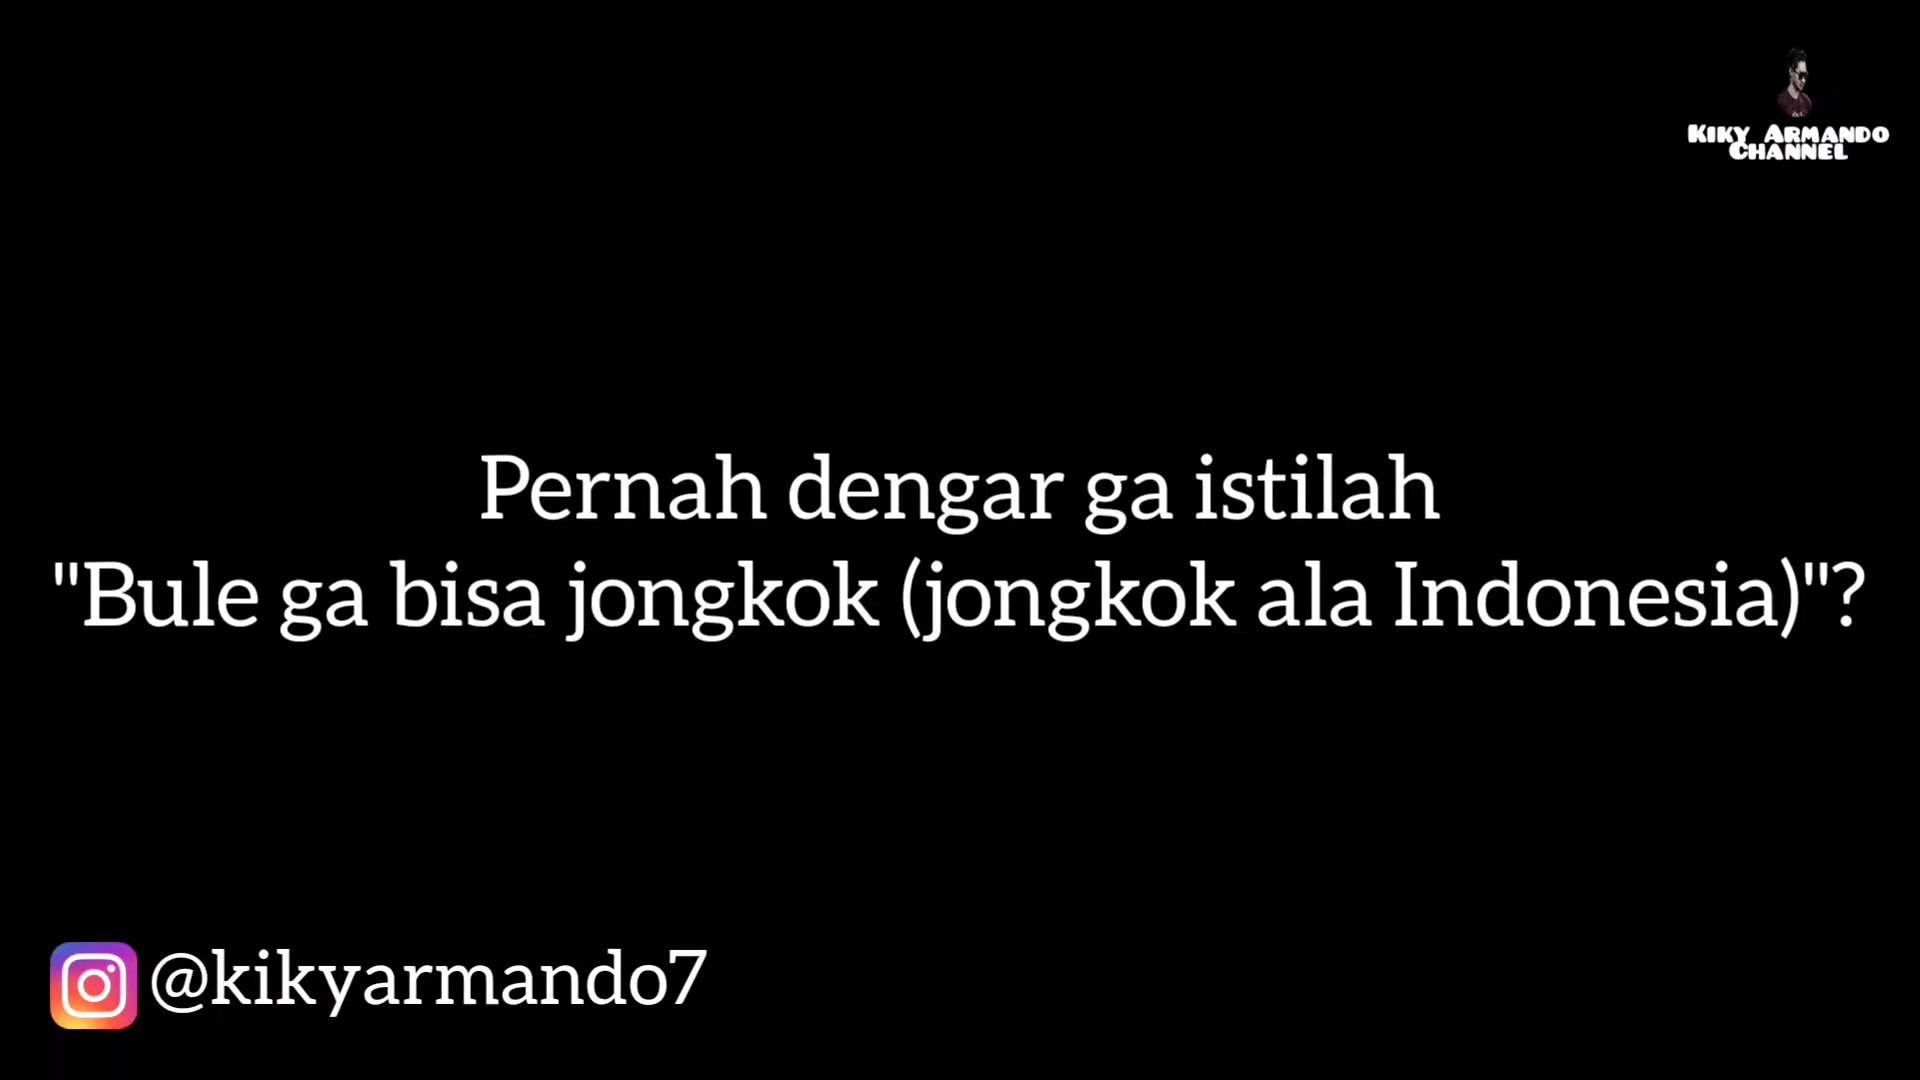 Kiky Armando
Channel
Pernah dengar ga istilah
"Bule ga bisa jongkok (jongkok ala Indonesia)"?
@kikyarmando7